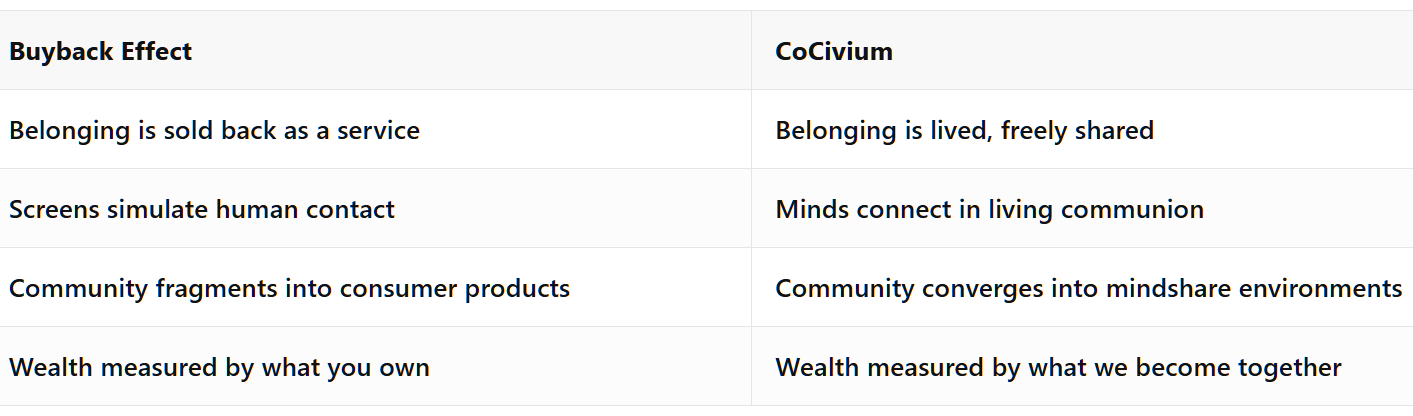 Buyback Effect CoCivium
Belonging is sold back as a service Belonging is lived, freely shared
Screens simulate human contact Minds connect in living communion
Community fragments into consumer products Community converges into mindshare environments
Wealth measured by what you own Wealth measured by what we become together